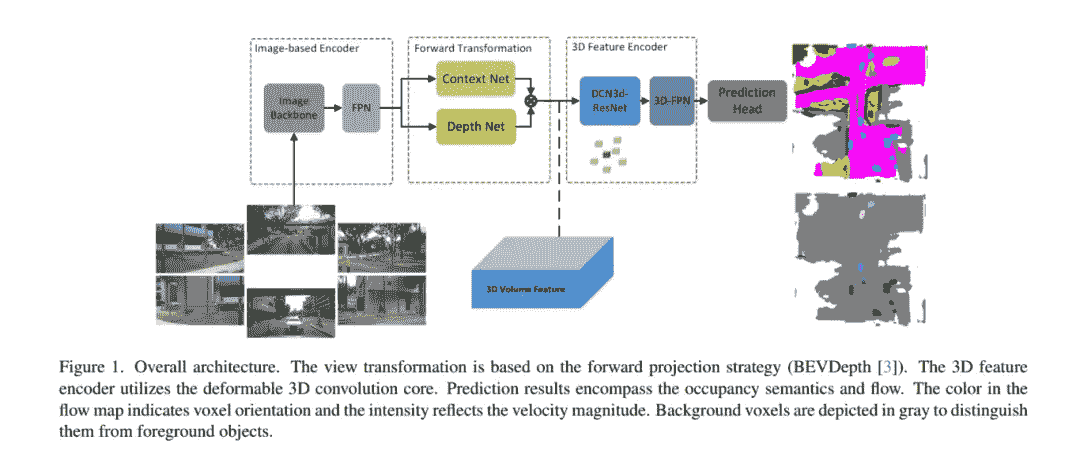 Image-based Encoder
Forward Transformation
3D Feature Encoder
Image Backbone
FPN
Context Net
Depth Net
DCN3d-ResNet
3D-FPN
Prediction Head
3D Volume Feature
Figure 1. Overall architecture. The view transformation is based on the forward projection strategy (BEVDepth [3]). The 3D feature
encoder utilizes the deformable 3D convolution core. Prediction results encompass the occupancy semantics and flow. The color in the
flow map indicates voxel orientation and the intensity reflects the velocity magnitude. Background voxels are depicted in gray to distinguish
them from foreground objects.